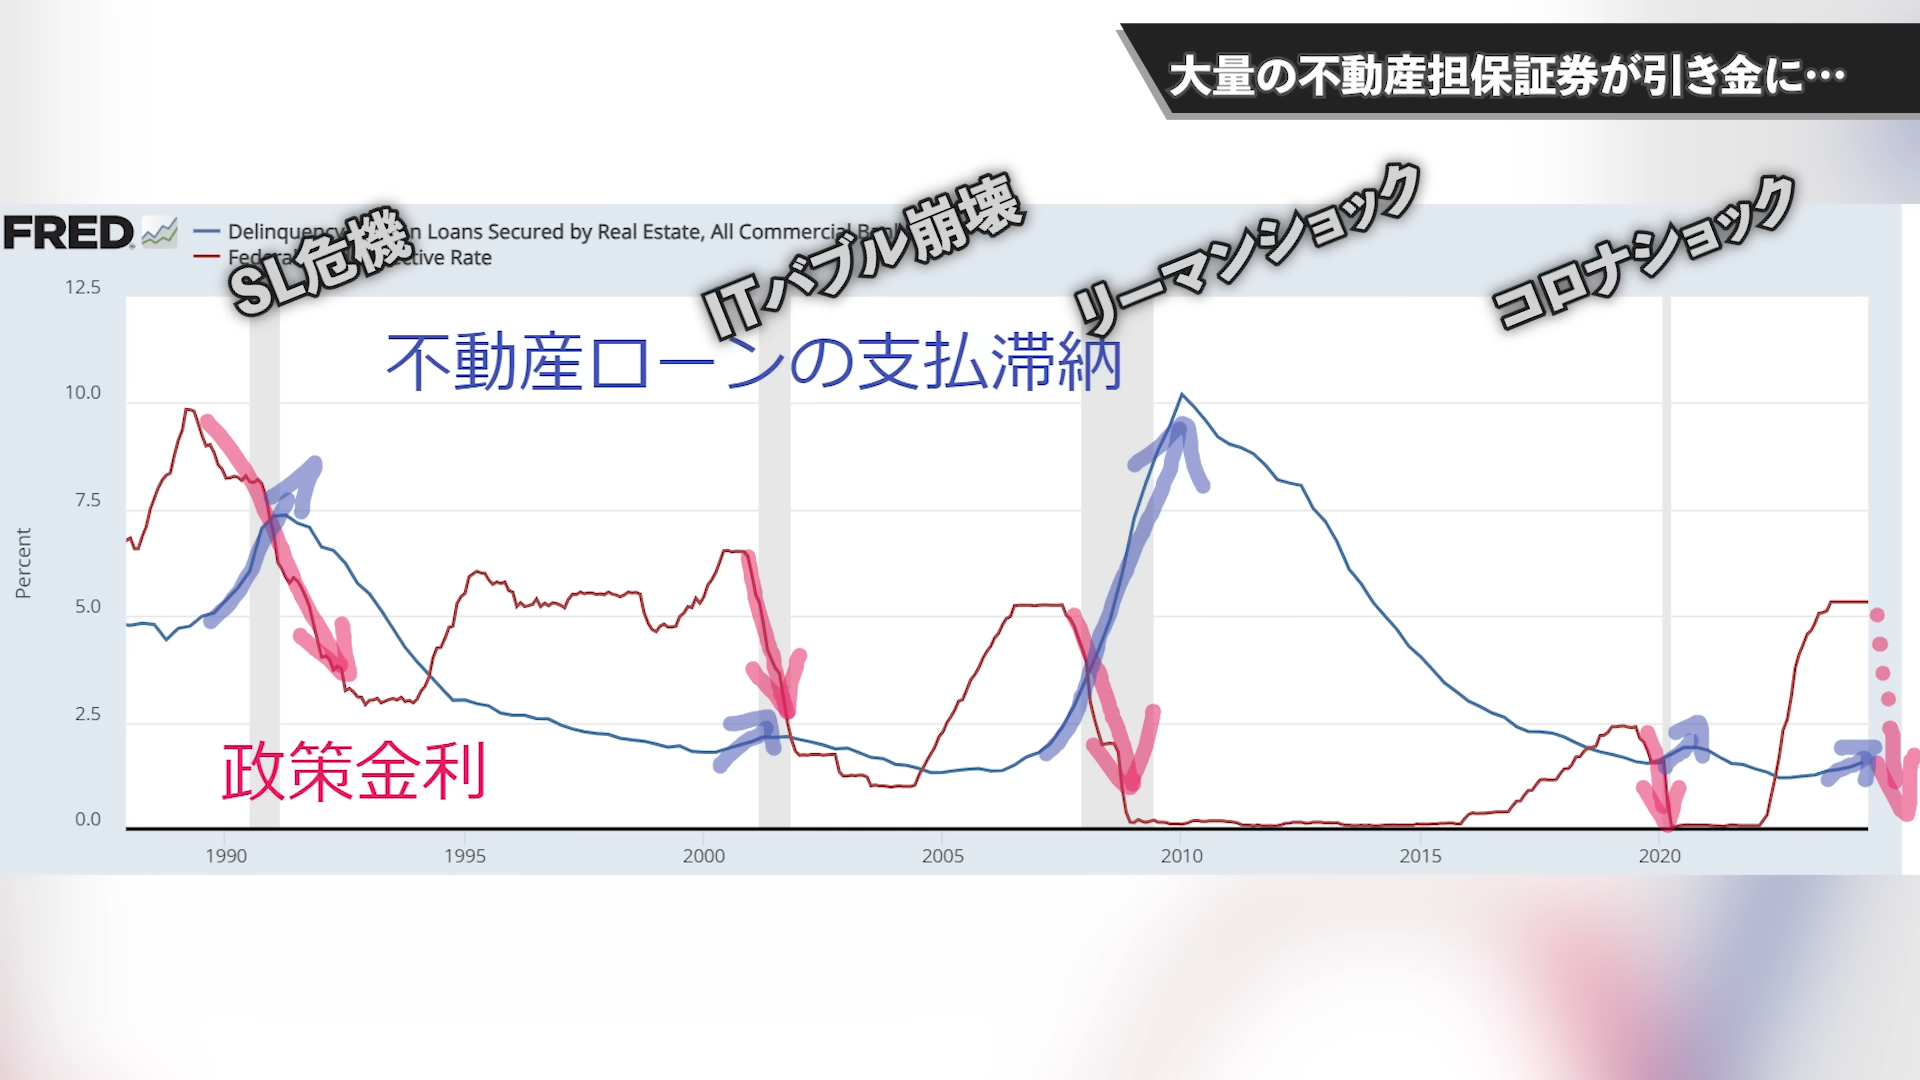 大量の不動産担保証券が引き金に…
SL危機
ITバブル崩壊
リーマンショック
コロナショック
FRED
Loans Secured by Real Estate, All Commercial
Rate
不動産ローンの支払滞納
政策金利
Percent
12.5
10.0
7.5
5.0
2.5
0.0
1990 1995 2000 2005 2010 2015 2020